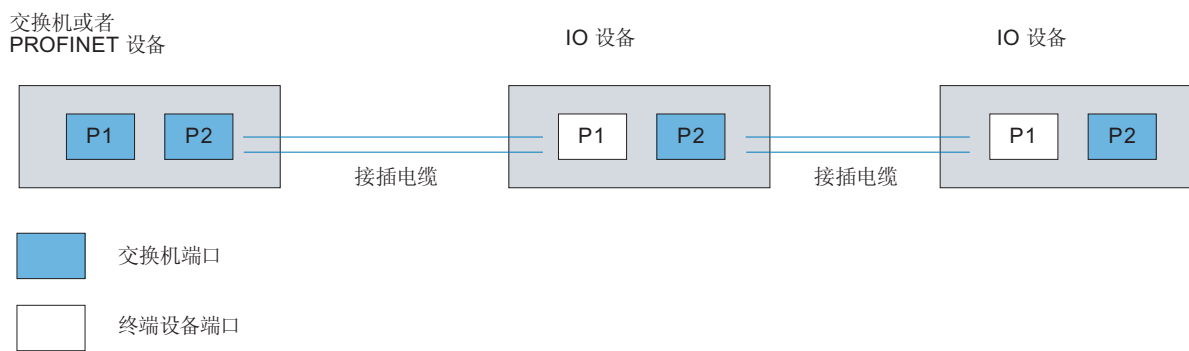 交换机或者
PROFINET 设备
IO 设备
IO 设备
P1
P2
P1
P2
P1
P2
接插电缆
接插电缆
交换机端口
终端设备端口